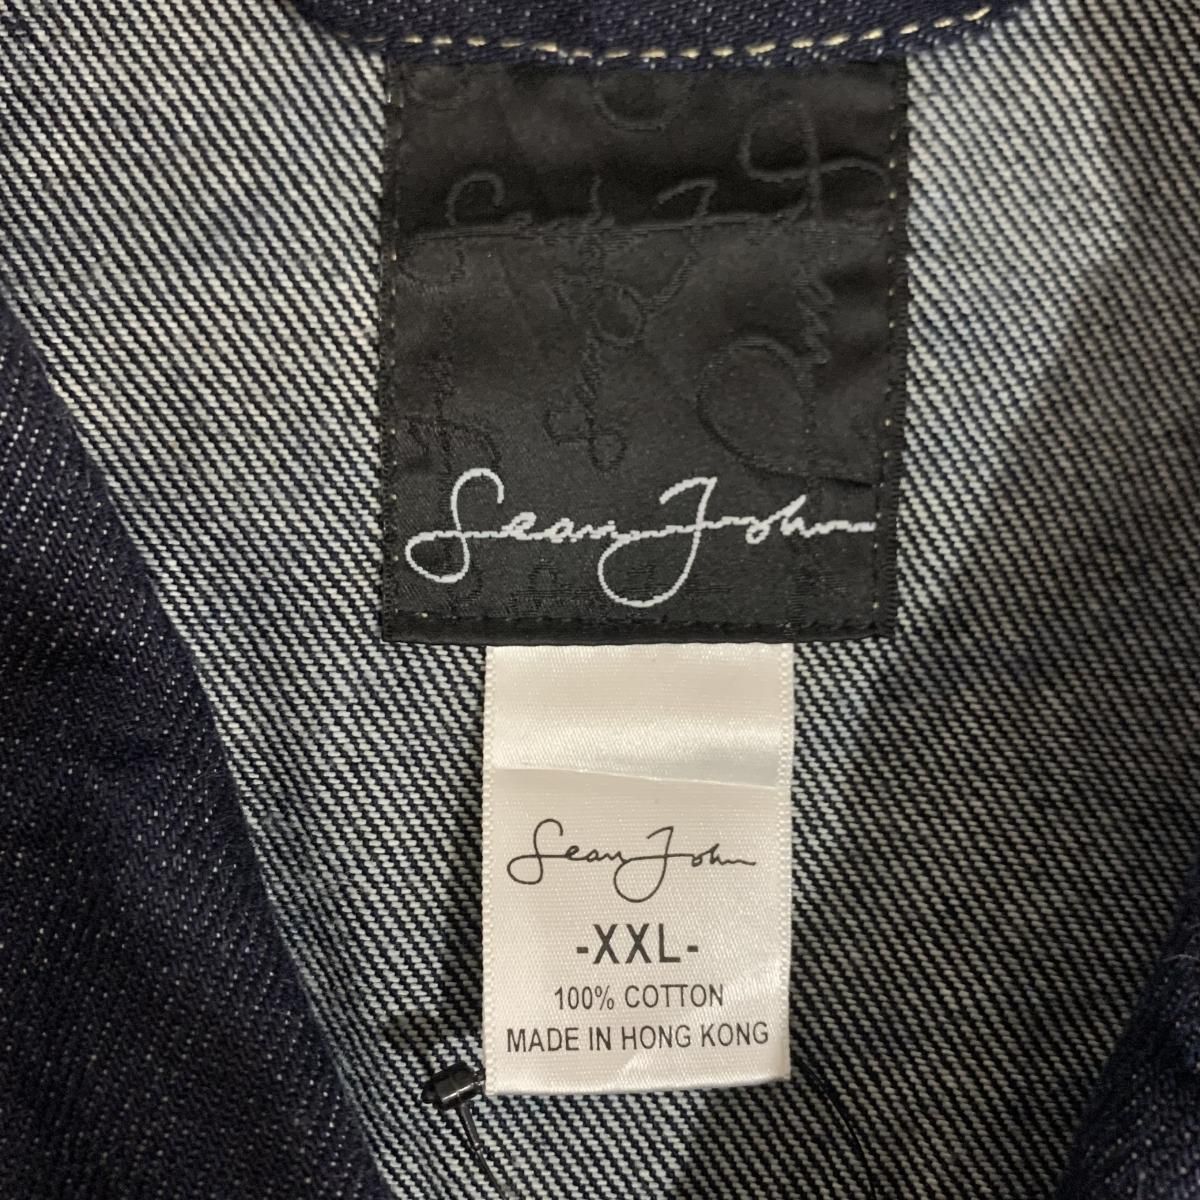 Sean John
Sean John
-XXL-
100% COTTON
MADE IN HONG KONG